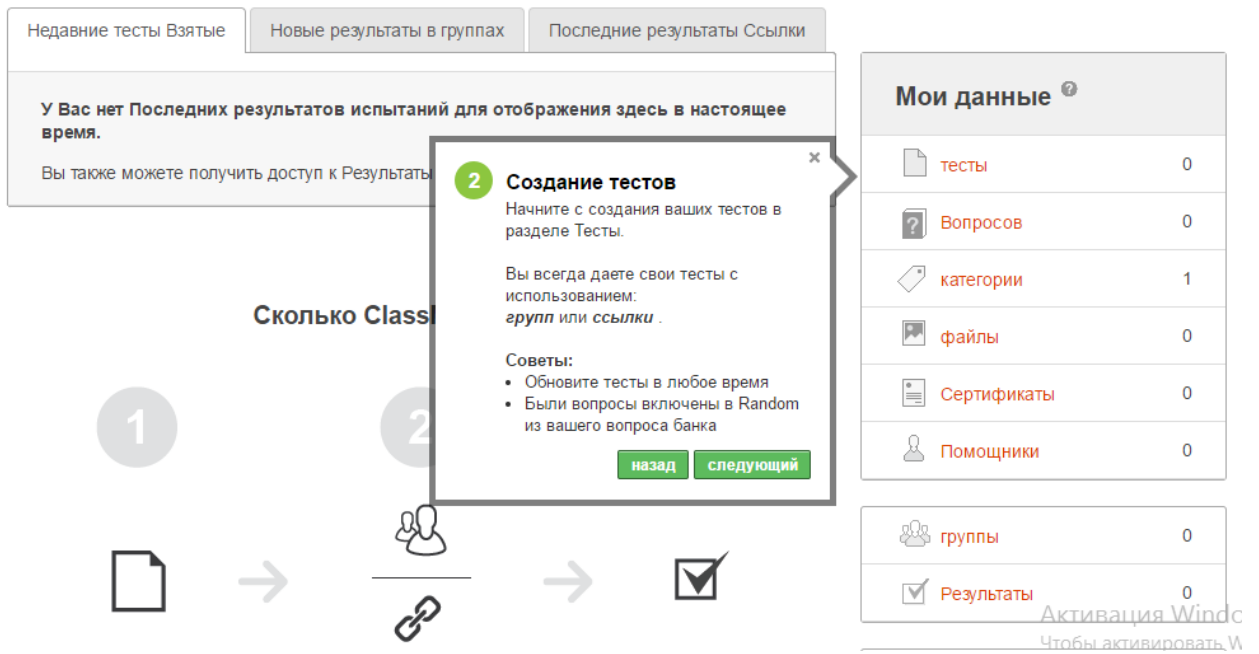 Недавние тесты Взятые
Новые результаты в группах
Последние результаты Ссылки
У Вас нет Последних результатов испытаний для отображения здесь в настоящее
время.
Вы также можете получить доступ к Результаты
Сколько
1
2
2
×
Создание тестов
Начните с создания ваших тестов в
разделе Тесты.
Вы всегда даете свои тесты с
использованием:
групп или ссылки .
Советы:
• Обновите тесты в любое время
• Были вопросы включены в Random
из вашего вопроса банка
назад
следующий
Мои данные ?
тесты 0
Вопросов 0
категории 1
файлы 0
Сертификаты 0
Помощники 0
группы 0
Результаты 0
Активация
Чтобы активировать